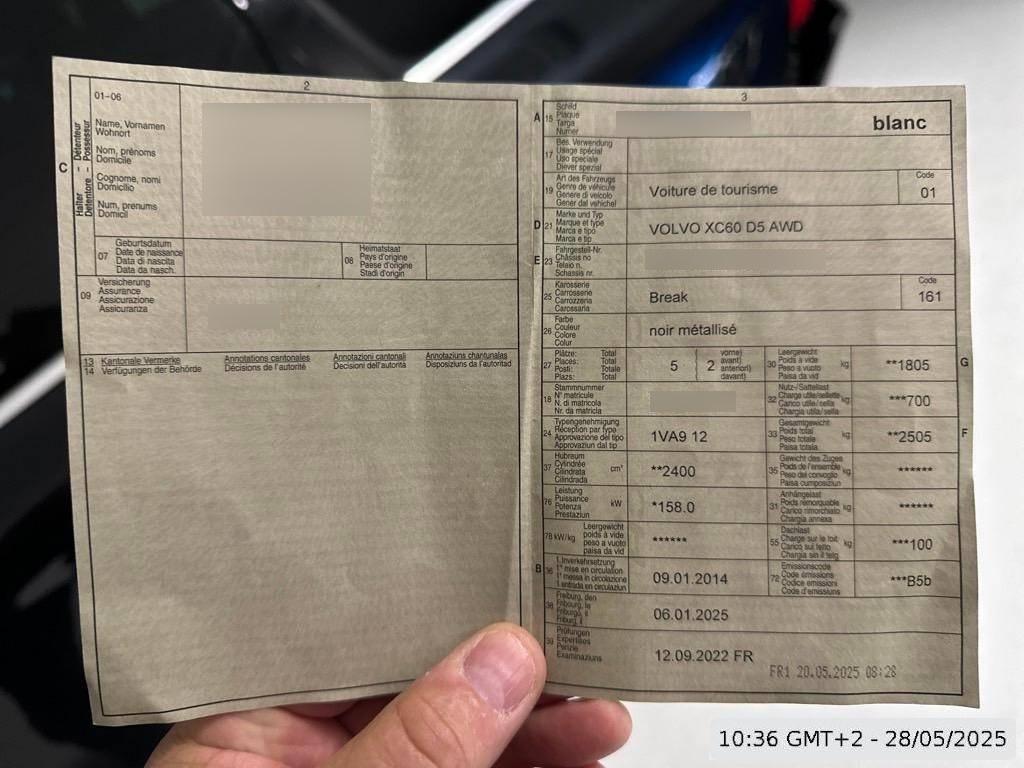 2
01-06
C
Halter - Détenteur
Detentore - Possessur
Name, Vornamen
Wohnort
Nom, prénoms
Domicile
Cognome, nomi
Domicilio
Num, prenums
Domicil
07
Geburtsdatum
Date de naissance
Data di nascita
Data da nasch.
08
Heimatstaat
Pays d'origine
Paese d'origine
Stadi d'origin
09
Versicherung
Assurance
Assicurazione
Assicuranza
13
14
Kantonale Vermerke
Verfügungen der Behörde
Annotations cantonales
Décisions de l'autorité
Annotazioni cantonali
Decisioni dell'autorità
Annotaziuns chantunalas
Disposiziuns da l'autoritad
3
A 15
Schild
Plaque
Targa
Numer
blanc
17
Bes. Verwendung
Usage spécial
Uso speciale
Diever spezial
19
Art des Fahrzeugs
Genre de véhicule
Genere di veicolo
Gener dal vehichel
Voiture de tourisme
Code
01
D 21
Marke und Typ
Marque et type
Marca e tipo
Marca e tip
VOLVO XC60 D5 AWD
E 23
Fahrgestell-Nr.
Châssis no
Telaio n.
Schassis nr.
25
Karosserie
Carrosserie
Carrozzeria
Carossaria
Break
Code
161
26
Farbe
Couleur
Colore
Colur
noir métallisé
27
Plätze: Total
Places: Total
Posti: Totale
Plazs: Total
5
2
vorne)
avant)
anteriori)
davant)
30
Leergewicht
Poids à vide
Peso a vuoto
Paisa da vid
kg
**1805
G
18
Stammnummer
N° matricule
N. di matricola
Nr. da matricla
32
Nutz-/Sattellast
Charge utile/sellette
Carico utile/sella
Chargia utila/sella
kg
***700
24
Typengenehmigung
Réception par type
Approvazione del tipo
Approvaziun dal tip
1VA9 12
33
Gesamtgewicht
Poids total
Peso totale
Paisa totala
kg
**2505
F
37
Hubraum
Cylindrée
Cilindrata
Cilindrada
cm³
**2400
35
Gewicht des Zuges
Poids de l'ensemble
Peso del convoglio
Paisa cumposiziun
kg
******
76
Leistung
Puissance
Potenza
Prestaziun
kW
*158.0
31
Anhängelast
Poids remorquable
Carico rimorchiato
Chargia annexa
kg
******
78 kW/kg
Leergewicht
poids à vide
peso a vuoto
paisa da vid
******
55
Dachlast
Charge sur le toit
Carico sul tetto
Chargia sin il tetg
kg
***100
B 36
1. Inverkehrsetzung
1re mise en circulation
1a messa in circolazione
1. entrada en circulaziun
09.01.2014
72
Emissionscode
Code émissions
Codice emissioni
Code d'emissiuns
***B5b
38
Freiburg, den
Fribourg, le
Friburgo, il
Friburg, il
06.01.2025
39
Prüfungen
Expertises
Perizie
Examinaziuns
12.09.2022 FR
FR1 20.05.2025 08:28
10:36 GMT+2 - 28/05/2025